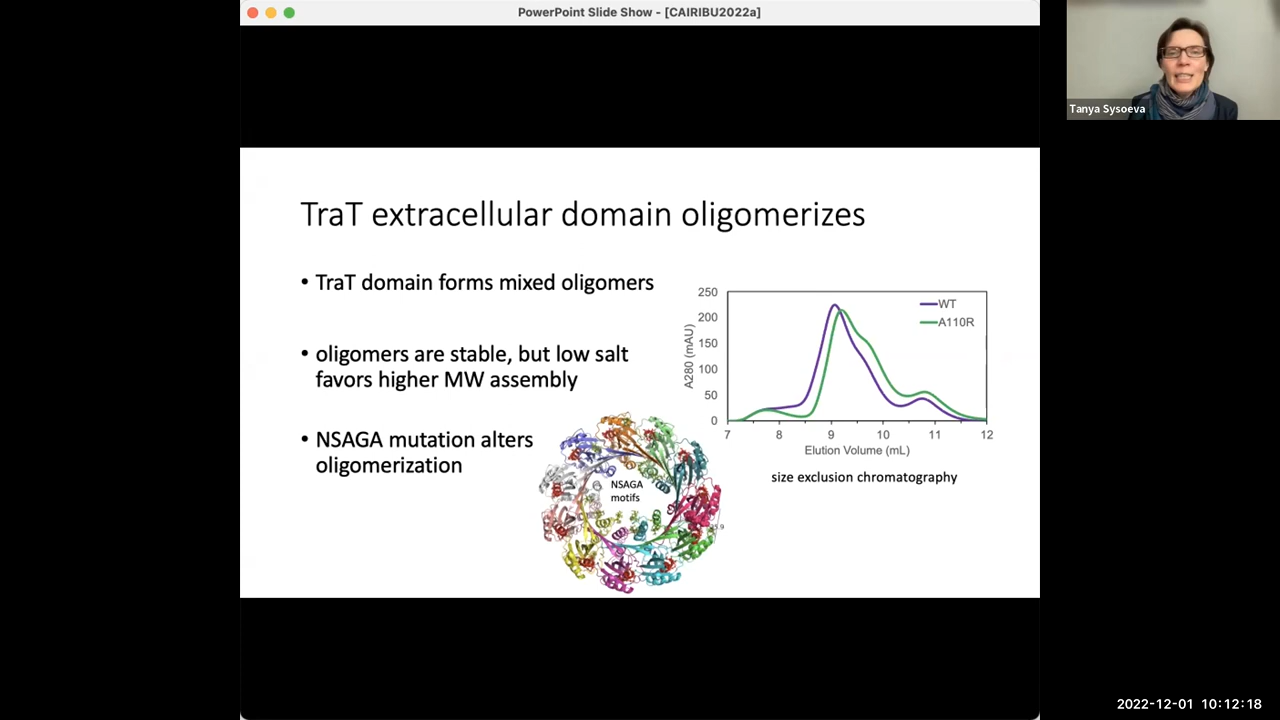 PowerPoint Slide Show - [CAIRIBU2022a]
Tanya Sysoeva
TraT extracellular domain oligomerizes
• TraT domain forms mixed oligomers
• oligomers are stable, but low salt
favors higher MW assembly
• NSAGA mutation alters
oligomerization
NSAGA
motifs
250
200
150
100
50
0
A280 (mAU)
WT
A110R
7 8 9 10 11 12
Elution Volume (mL)
size exclusion chromatography
2022-12-01 10:12:18